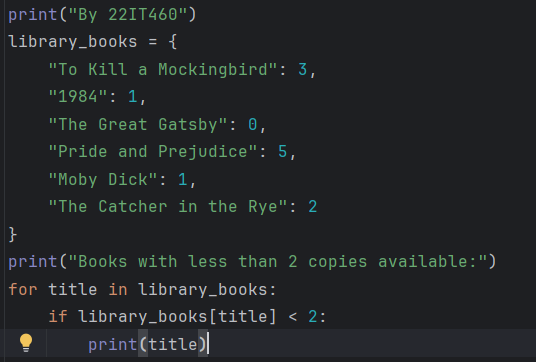 print("By 22IT460")
library_books = {
    "To Kill a Mockingbird": 3,
    "1984": 1,
    "The Great Gatsby": 0,
    "Pride and Prejudice": 5,
    "Moby Dick": 1,
    "The Catcher in the Rye": 2
}
print("Books with less than 2 copies available:")
for title in library_books:
    if library_books[title] < 2:
        print(title)